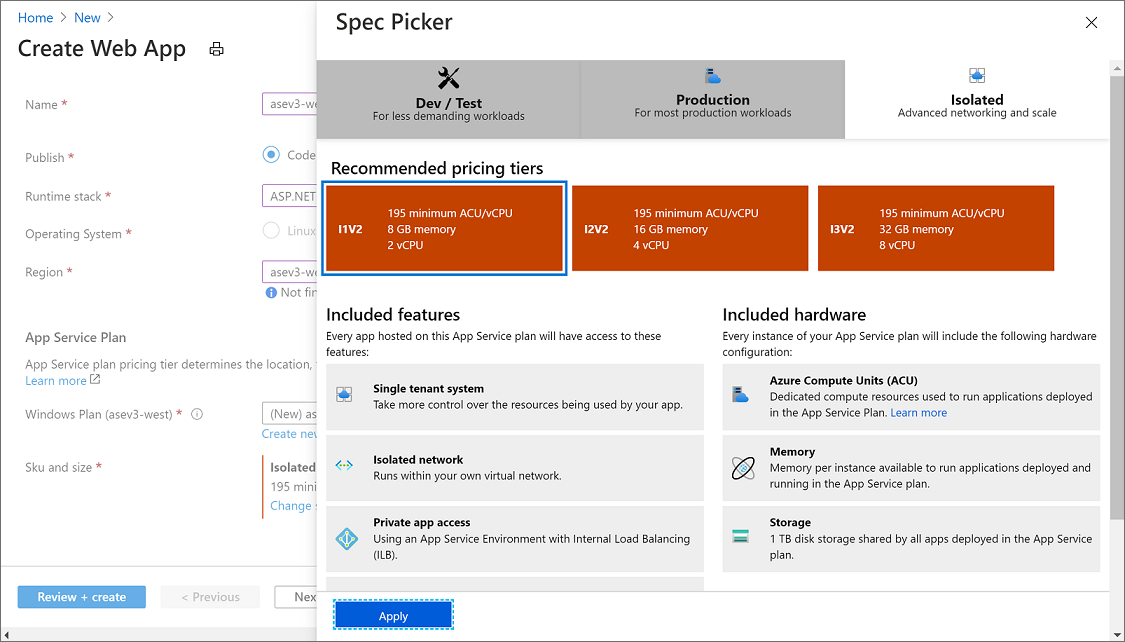 Home > New >
Create Web App
Name *
asev3-we
Publish *
Code
Runtime stack *
ASP.NET
Operating System *
Linux
Region *
asev3-we
Not fin
App Service Plan
App Service plan pricing tier determines the location,
Learn more
Windows Plan (asev3-west) *
(New) as
Create new
Sku and size *
Isolated
195 mini
Change s
Review + create
< Previous
Nex
Spec Picker
Dev / Test
For less demanding workloads
Production
For most production workloads
Isolated
Advanced networking and scale
Recommended pricing tiers
I1V2
195 minimum ACU/vCPU
8 GB memory
2 vCPU
I2V2
195 minimum ACU/vCPU
16 GB memory
4 vCPU
I3V2
195 minimum ACU/vCPU
32 GB memory
8 vCPU
Included features
Every app hosted on this App Service plan will have access to these
features:
Single tenant system
Take more control over the resources being used by your app.
Isolated network
Runs within your own virtual network.
Private app access
Using an App Service Environment with Internal Load Balancing
(ILB).
Included hardware
Every instance of your App Service plan will include the following hardware
configuration:
Azure Compute Units (ACU)
Dedicated compute resources used to run applications deployed
in the App Service Plan. Learn more
Memory
Memory per instance available to run applications deployed and
running in the App Service plan.
Storage
1 TB disk storage shared by all apps deployed in the App Service
plan.
Apply